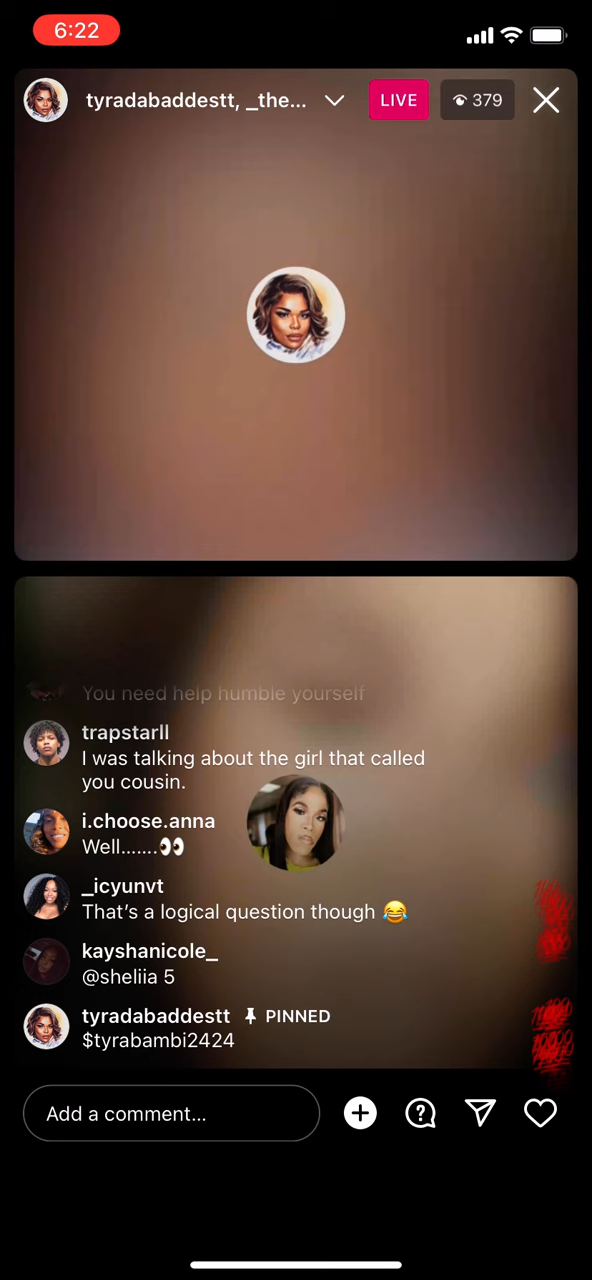 6:22
tyradabaddestt, _the...
LIVE
379
You need help humble yourself
trapstarll
I was talking about the girl that called
you cousin.
i.choose.anna
Well.......👀
_icyunvt
That's a logical question though 😂
kayshanicole_
@sheliia 5
tyradabaddestt PINNED
$tyrabambi2424
Add a comment...